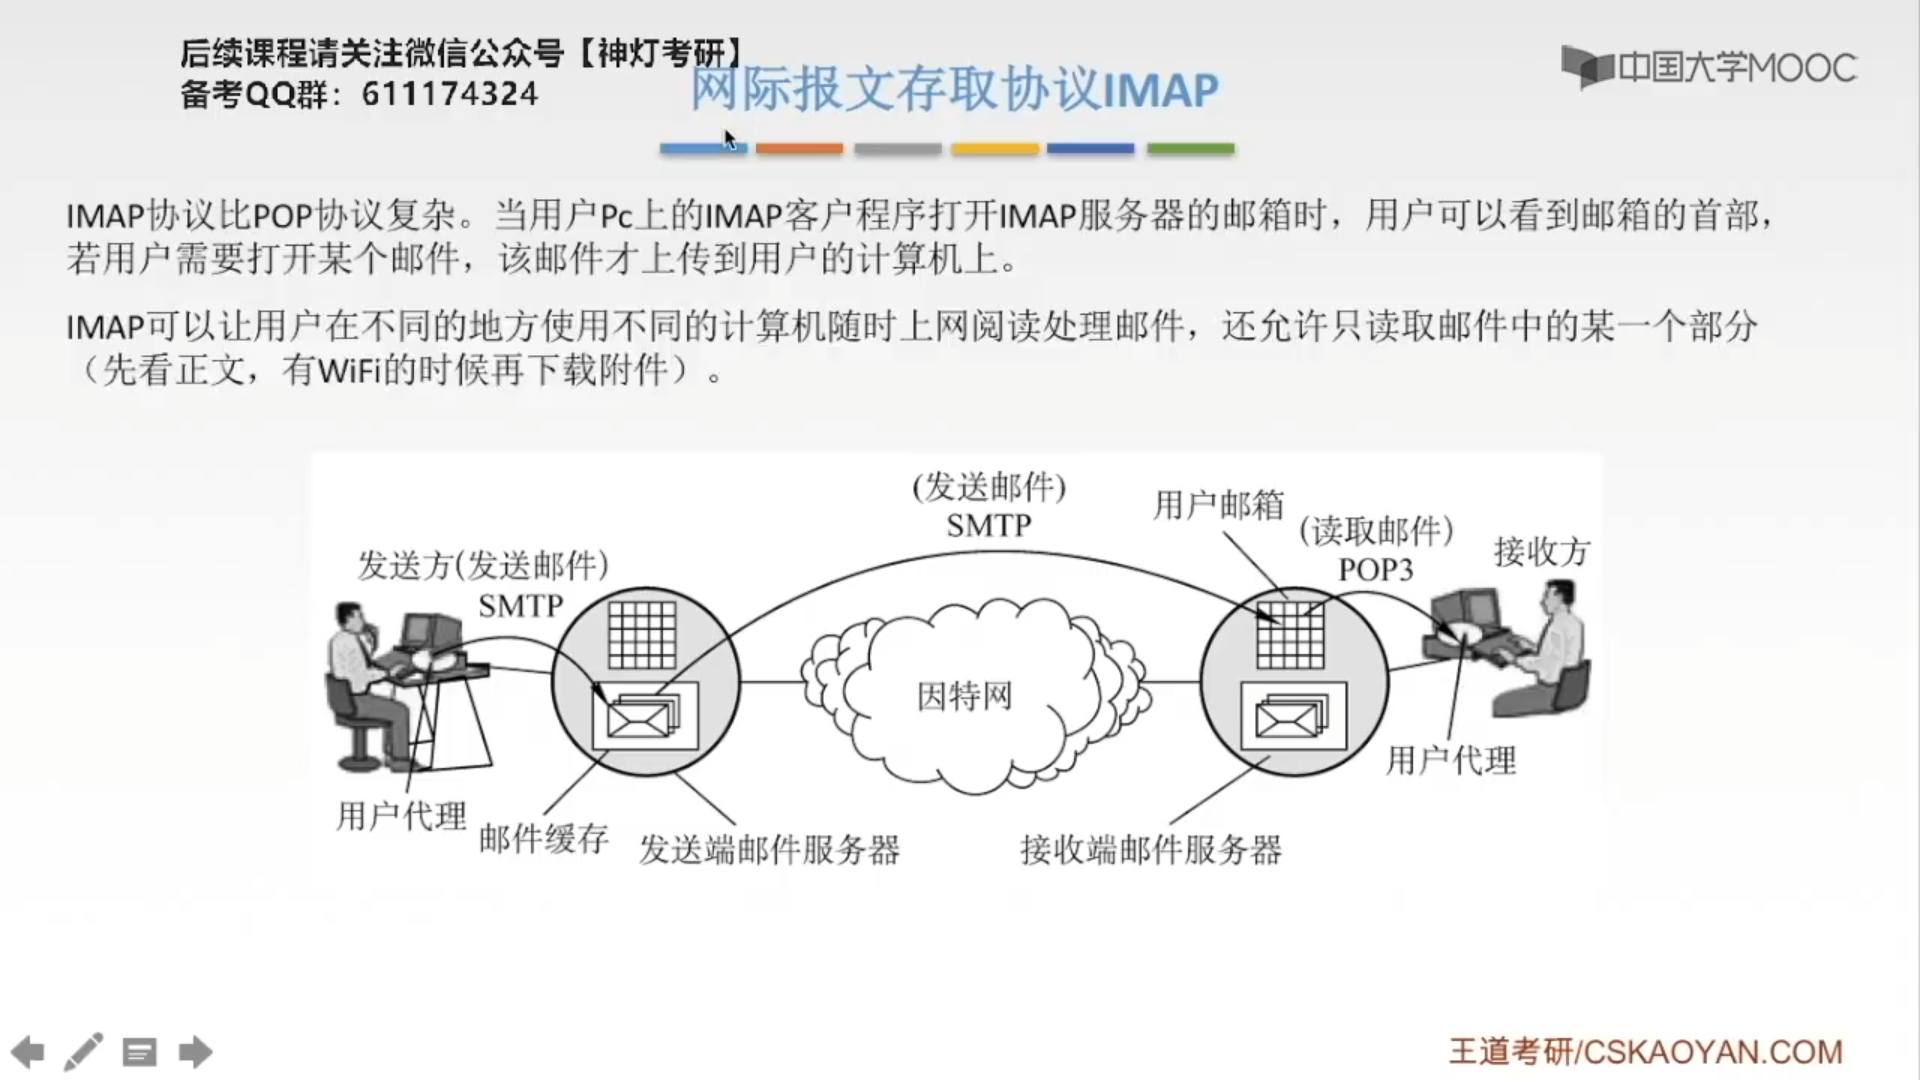 后续课程请关注微信公众号【神灯考研】
备考QQ群：611174324
网际报文存取协议IMAP
中国大学MOOC
IMAP协议比POP协议复杂。当用户Pc上的IMAP客户程序打开IMAP服务器的邮箱时，用户可以看到邮箱的首部，
若用户需要打开某个邮件，该邮件才上传到用户的计算机上。
IMAP可以让用户在不同的地方使用不同的计算机随时上网阅读处理邮件，还允许只读取邮件中的某一个部分
（先看正文，有WiFi的时候再下载附件）。
(发送邮件)
SMTP
用户邮箱
(读取邮件)
POP3
接收方
发送方(发送邮件)
SMTP
因特网
用户代理
用户代理
邮件缓存
发送端邮件服务器
接收端邮件服务器
王道考研/CSKAOYAN.COM